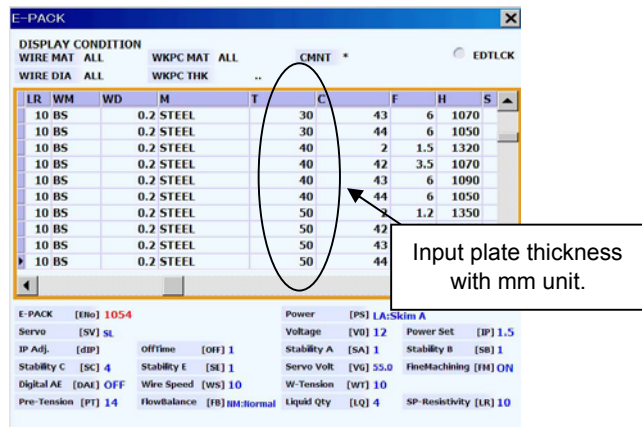 E-PACK
DISPLAY CONDITION
WIRE MAT ALL WKPC MAT ALL CMNT * EDTLCK
WIRE DIA ALL WKPC THK ..
LR WM WD M T C F H S
10 BS 0.2 STEEL 30 43 6 1070
10 BS 0.2 STEEL 30 44 6 1050
10 BS 0.2 STEEL 40 2 1.5 1320
10 BS 0.2 STEEL 40 42 3.5 1070
10 BS 0.2 STEEL 40 43 6 1090
10 BS 0.2 STEEL 40 44 6 1050
10 BS 0.2 STEEL 50 2 1.2 1350
10 BS 0.2 STEEL 50 42
10 BS 0.2 STEEL 50 43
10 BS 0.2 STEEL 50 44
Input plate thickness
with mm unit.
E-PACK [ENo] 1054 Power [PS] LA:Skim A
Servo [SV] SL Voltage [V0] 12 Power Set [IP] 1.5
IP Adj. [dIP] OffTime [OFF] 1 Stability A [SA] 1 Stability B [SB] 1
Stability C [SC] 4 Stability E [SE] 1 Servo Volt [VG] 55.0 FineMachining [FM] ON
Digital AE [DAE] OFF Wire Speed [WS] 10 W-Tension [WT] 10
Pre-Tension [PT] 14 FlowBalance [FB] NM:Normal Liquid Qty [LQ] 4 SP-Resistivity [LR] 10